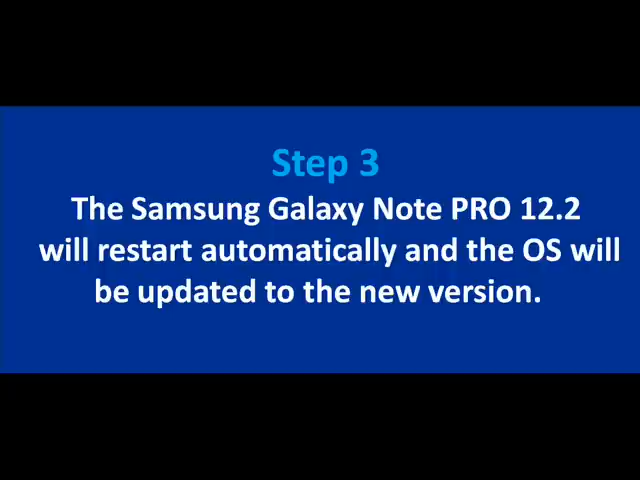 Step 3
The Samsung Galaxy Note PRO 12.2
will restart automatically and the OS will
be updated to the new version.